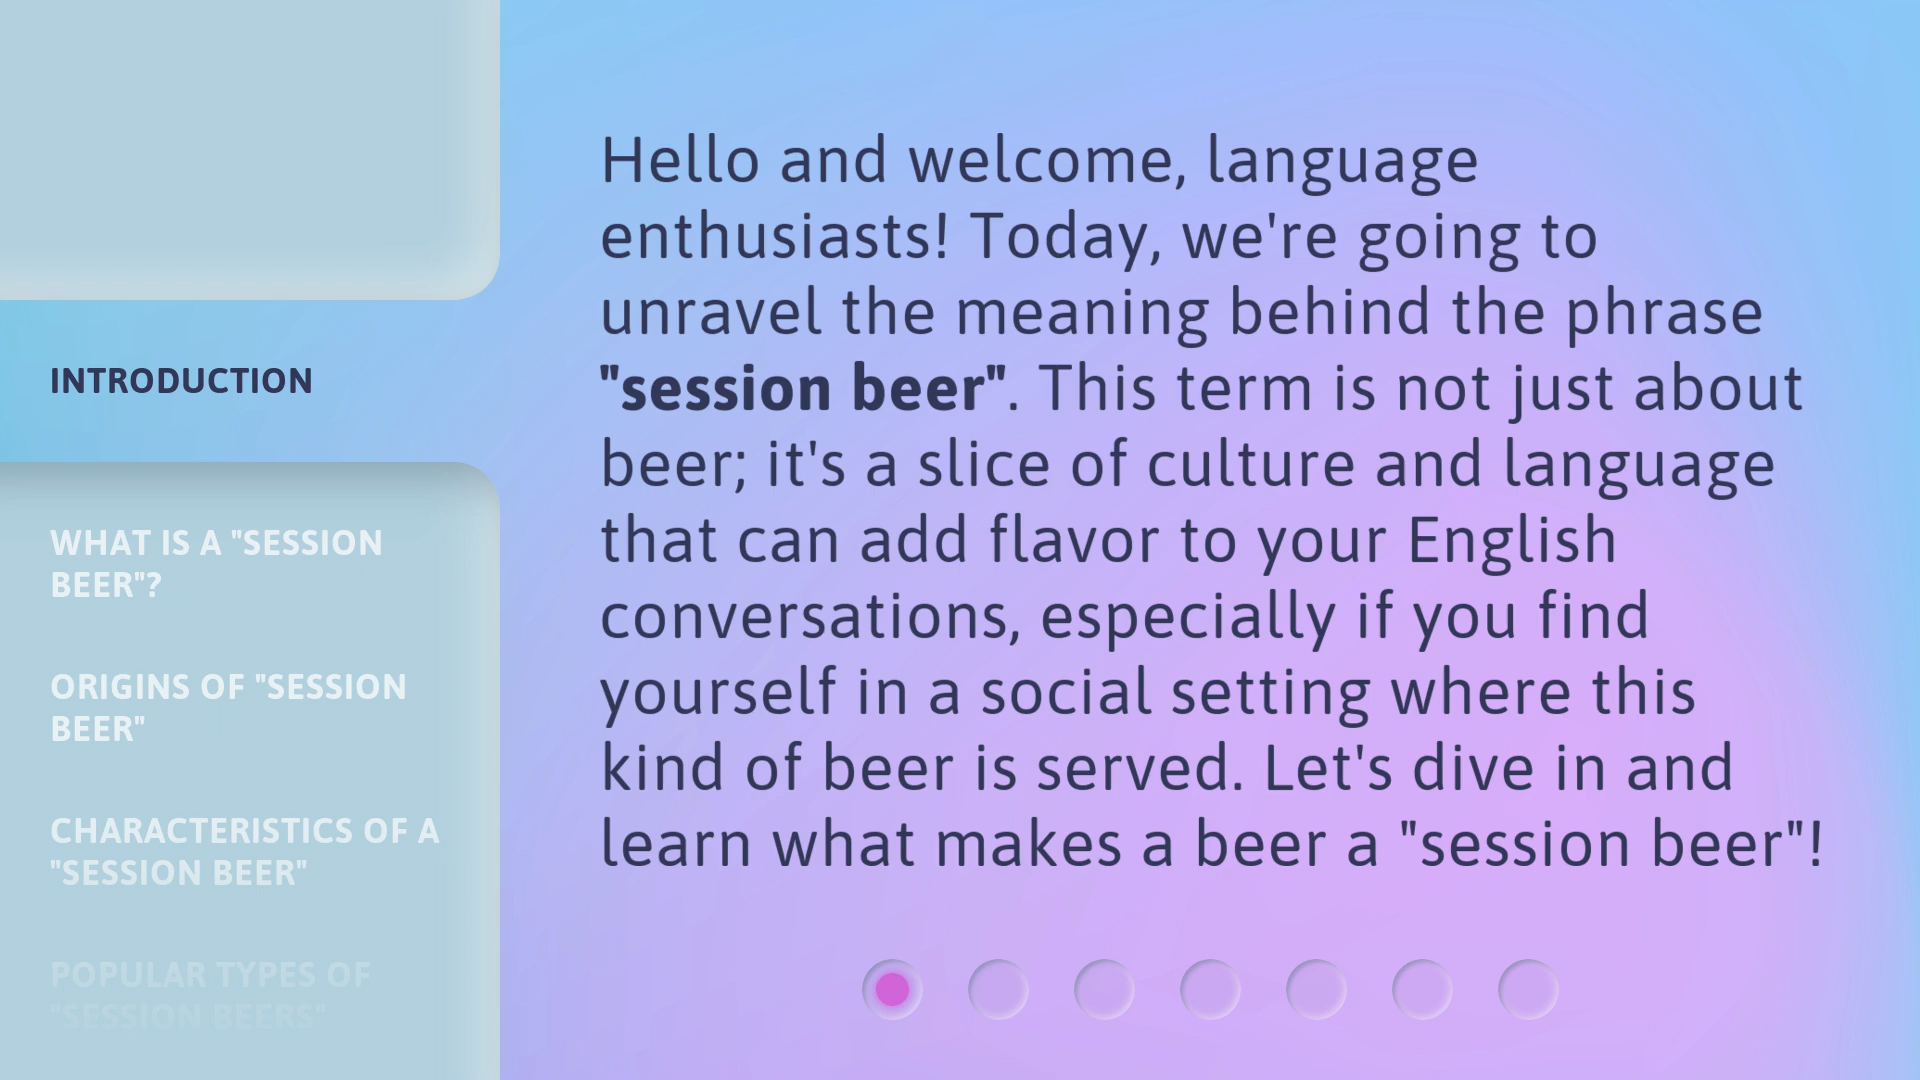 INTRODUCTION
WHAT IS A "SESSION
BEER"?
ORIGINS OF "SESSION
BEER"
CHARACTERISTICS OF A
"SESSION BEER"
POPULAR TYPES OF
"SESSION BEERS"
Hello and welcome, language
enthusiasts! Today, we're going to
unravel the meaning behind the phrase
"session beer". This term is not just about
beer; it's a slice of culture and language
that can add flavor to your English
conversations, especially if you find
yourself in a social setting where this
kind of beer is served. Let's dive in and
learn what makes a beer a "session beer"!